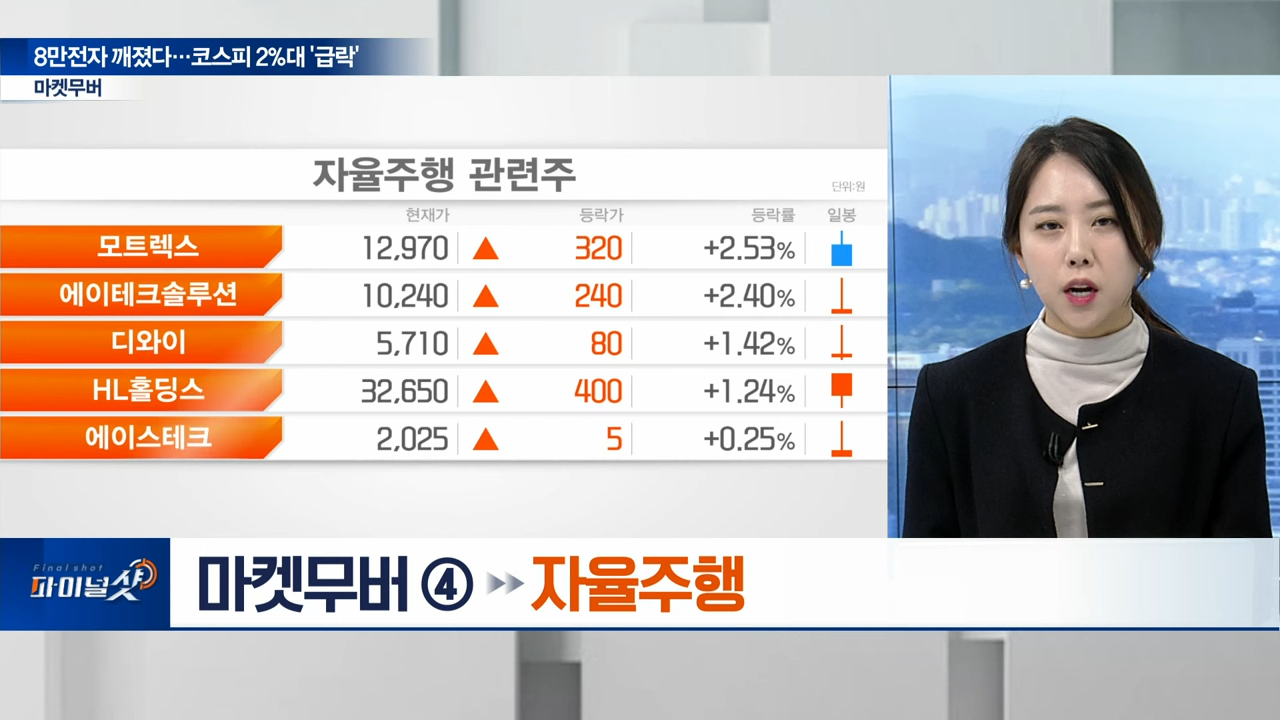 8만전자 깨졌다…코스피 2%대 '급락'
마켓무버
자율주행 관련주
단위:원
현재가 등락가 등락률 일봉
모트렉스 12,970 ▲ 320 +2.53%
에이테크솔루션 10,240 ▲ 240 +2.40%
디와이 5,710 ▲ 80 +1.42%
HL홀딩스 32,650 ▲ 400 +1.24%
에이스테크 2,025 ▲ 5 +0.25%
Final shot
파이널샷
마켓무버 ④ 자율주행